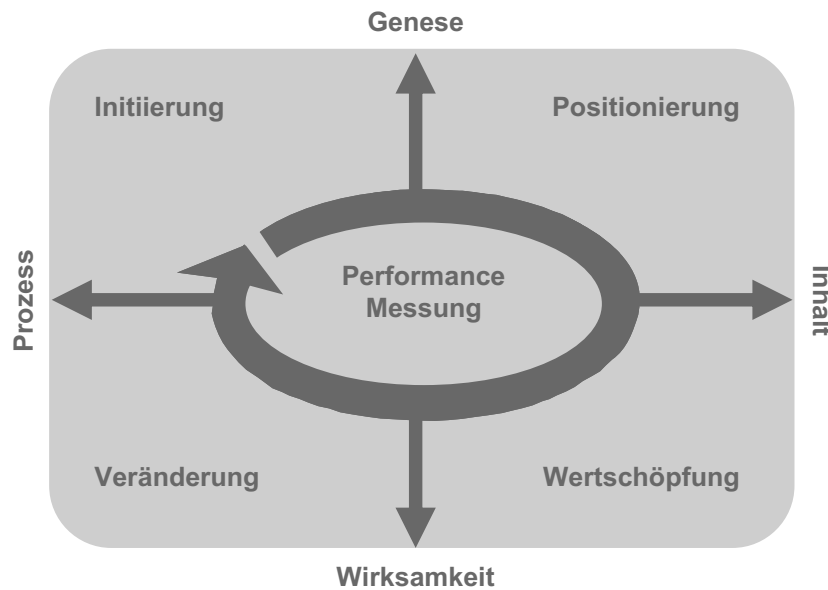 Genese
Initiierung
Positionierung
Prozess
Performance
Messung
Inhalt
Veränderung
Wertschöpfung
Wirksamkeit